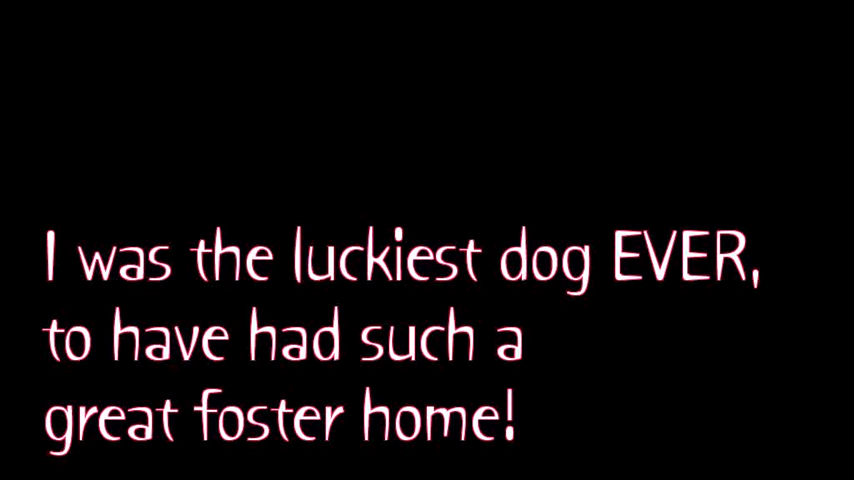 I was the luckiest dog EVER,
to have had such a
great foster home!